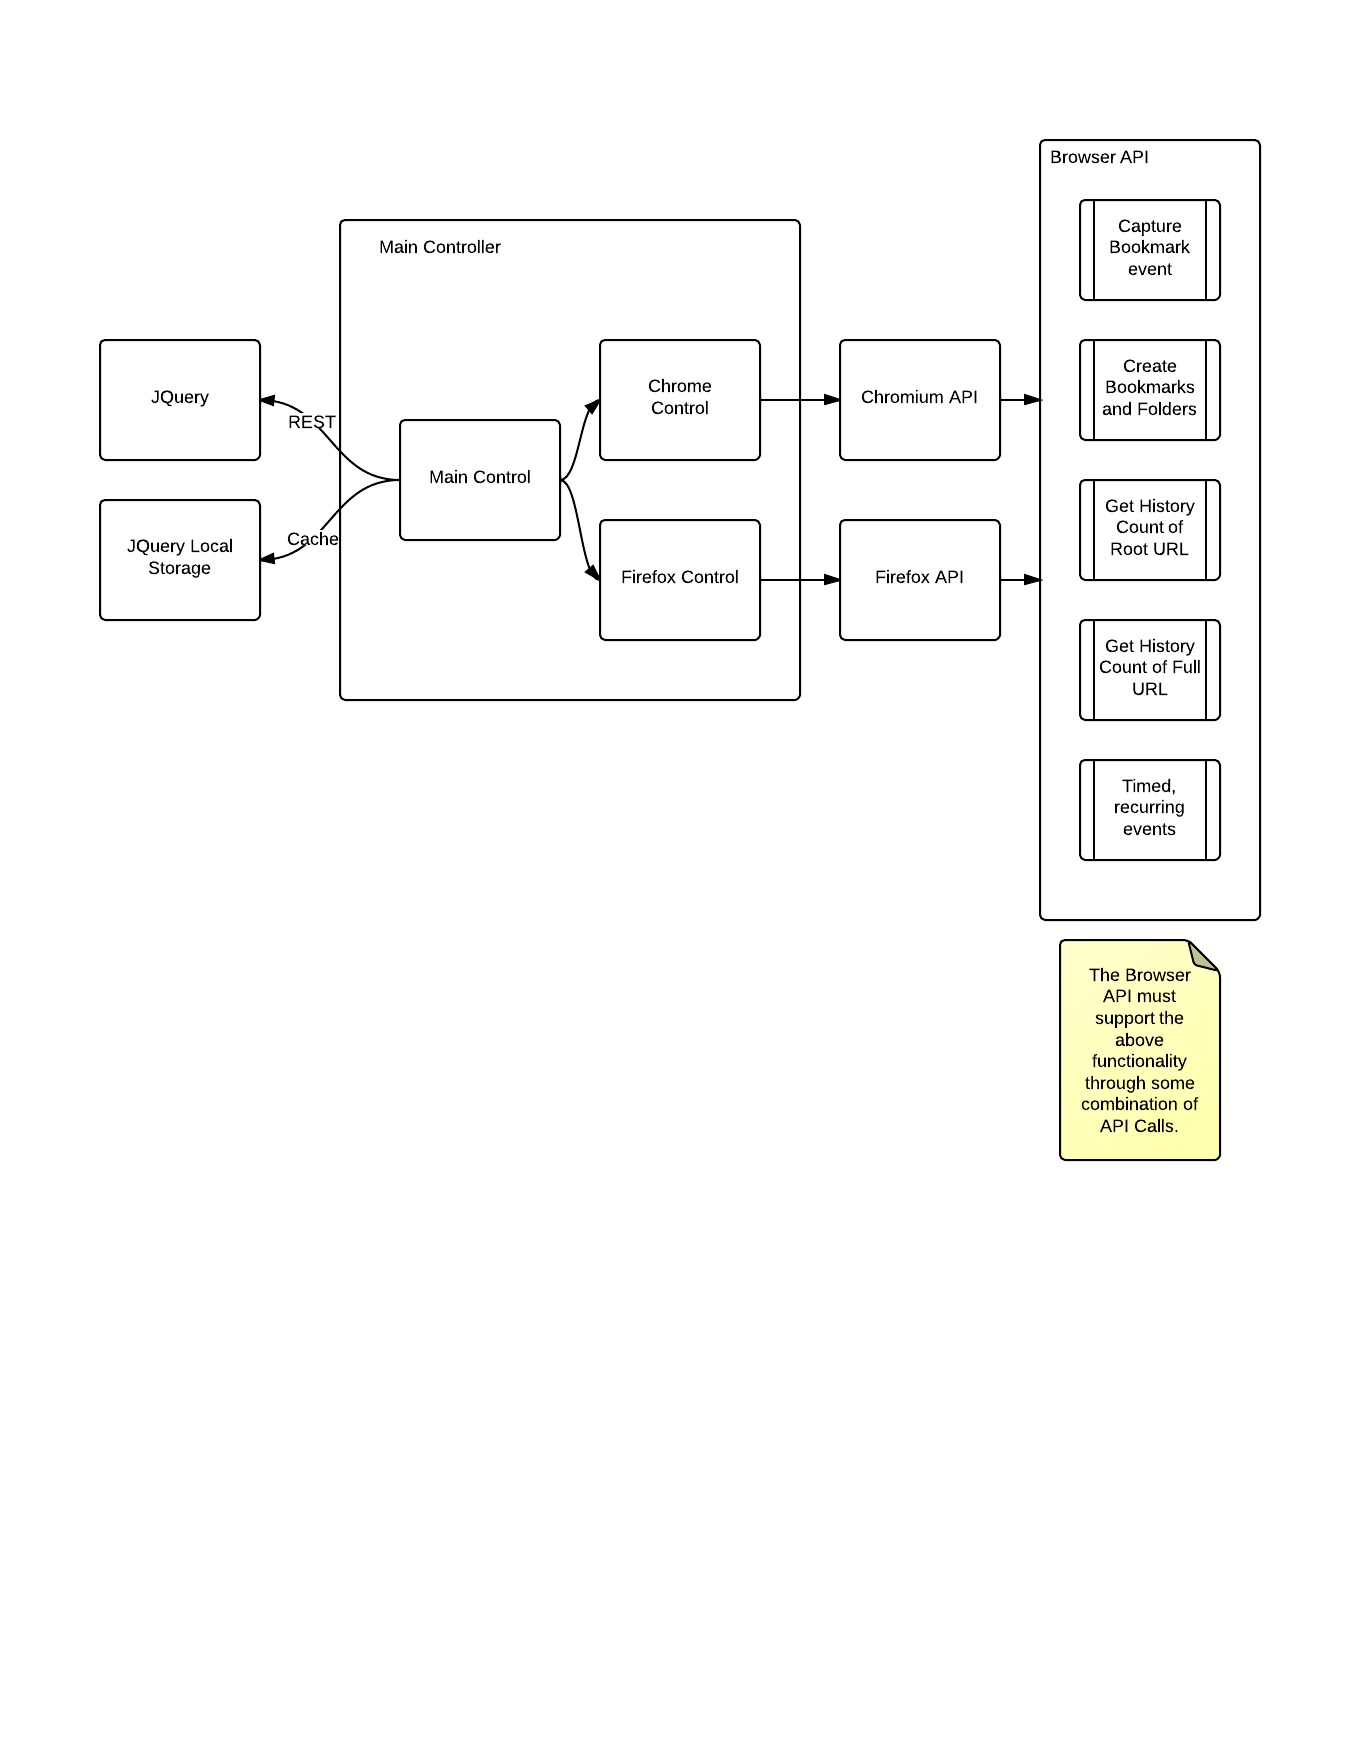 Browser API
Capture
Bookmark
event
Main Controller
JQuery
REST
Chrome
Control
Chromium API
Create
Bookmarks
and Folders
Main Control
JQuery Local
Storage
Cache
Firefox Control
Firefox API
Get History
Count of
Root URL
Get History
Count of Full
URL
Timed,
recurring
events
The Browser
API must
support the
above
functionality
through some
combination of
API Calls.